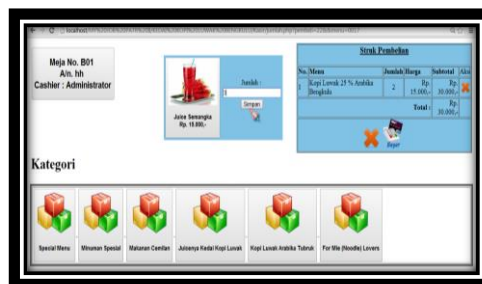 Meja No. B01
A/n. hh
Cashier : Administrator
Juice Semangka
Rp. 10.000,-
Jumlah :
Simpan
Struk Pembelian
No. Menu Jumlah Harga Subtotal Aksi
1 Kopi Luwak 25 % Arabika Bengkulu 2 Rp. 15.000,- Rp. 30.000,-
Total : Rp. 30.000,-
Bayar
Kategori
Special Menu
Minuman Spesial
Makanan Cemilan
Juicenya Kedai Kopi Luwak
Kopi Luwak Arabika Tubruk
For Mie (Noodle) Lovers